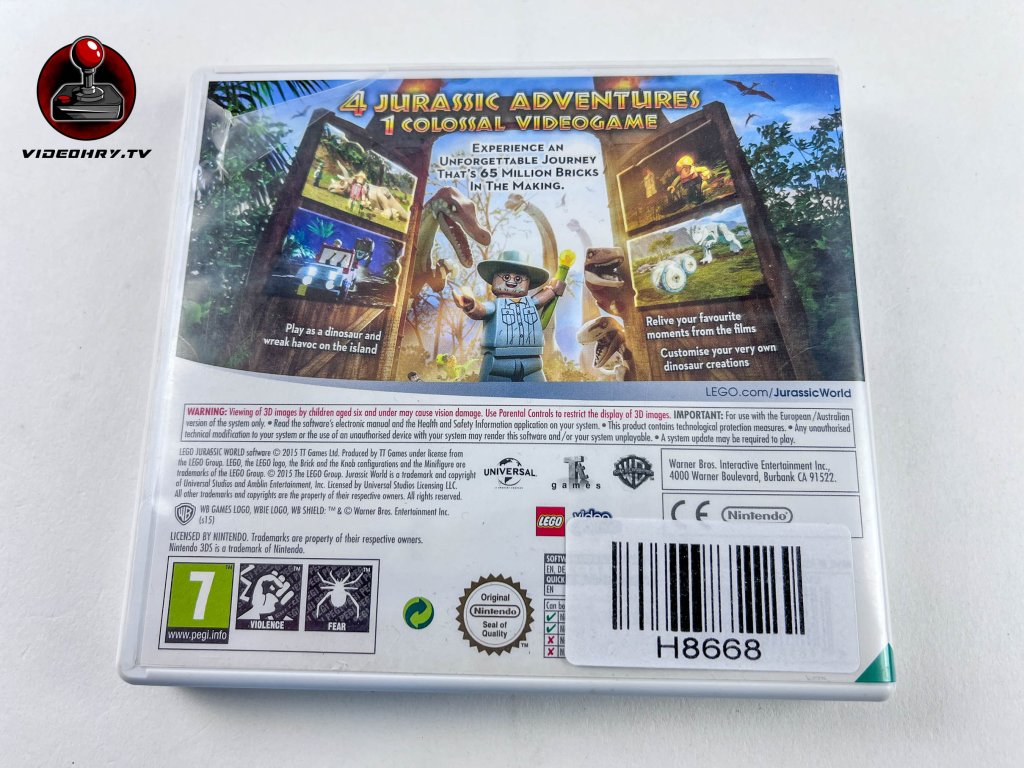 VIDEOHRY.TV
4 JURASSIC ADVENTURES
1 COLOSSAL VIDEOGAME
EXPERIENCE AN
UNFORGETTABLE JOURNEY
THAT'S 65 MILLION BRICKS
IN THE MAKING.
Play as a dinosaur and
wreak havoc on the island
Relive your favourite
moments from the films
Customise your very own
dinosaur creations
LEGO.com/JurassicWorld
WARNING: Viewing of 3D images by children aged six and under may cause vision damage. Use Parental Controls to restrict the display of 3D images. IMPORTANT: For use with the European/Australian
version of the system only. • Read the software's electronic manual and the Health and Safety Information application on your system. • This product contains technological protection measures. • Any unauthorised
technical modification to your system or the use of an unauthorised device with your system may render this software and/or your system unplayable. • A system update may be required to play.
LEGO JURASSIC WORLD software © 2015 TT Games Ltd. Produced by TT Games under license from
the LEGO Group. LEGO, the LEGO logo, the Brick and the Knob configurations and the Minifigure are
trademarks of the LEGO Group. © 2015 The LEGO Group. Jurassic World is a trademark and copyright
of Universal Studios and Amblin Entertainment, Inc. Licensed by Universal Studios Licensing LLC.
All other trademarks and copyrights are the property of their respective owners. All rights reserved.
WB GAMES LOGO, WBIE LOGO, WB SHIELD: ™ & © Warner Bros. Entertainment Inc.
(s15)
LICENSED BY NINTENDO. Trademarks are property of their respective owners.
Nintendo 3DS is a trademark of Nintendo.
UNIVERSAL
games
Warner Bros. Interactive Entertainment Inc.,
4000 Warner Boulevard, Burbank CA 91522.
CE
Nintendo
LEGO
video
7
www.pegi.info
VIOLENCE
FEAR
Original
Nintendo
Seal of
Quality
™
SOFTW
EN, DE
QUICK
EN
Can be
H8668